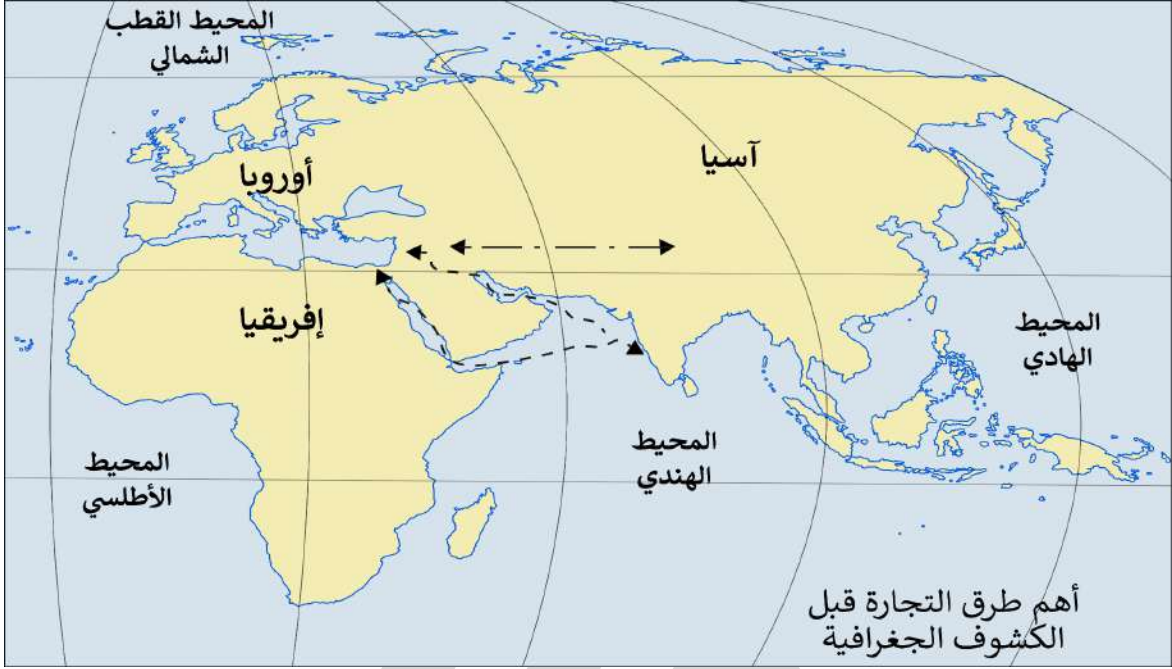 المحيط القطب
الشمالي
آسيا
أوروبا
إفريقيا
المحيط
الهادي
المحيط
الهندي
المحيط
الأطلسي
أهم طرق التجارة قبل
الكشوف الجغرافية